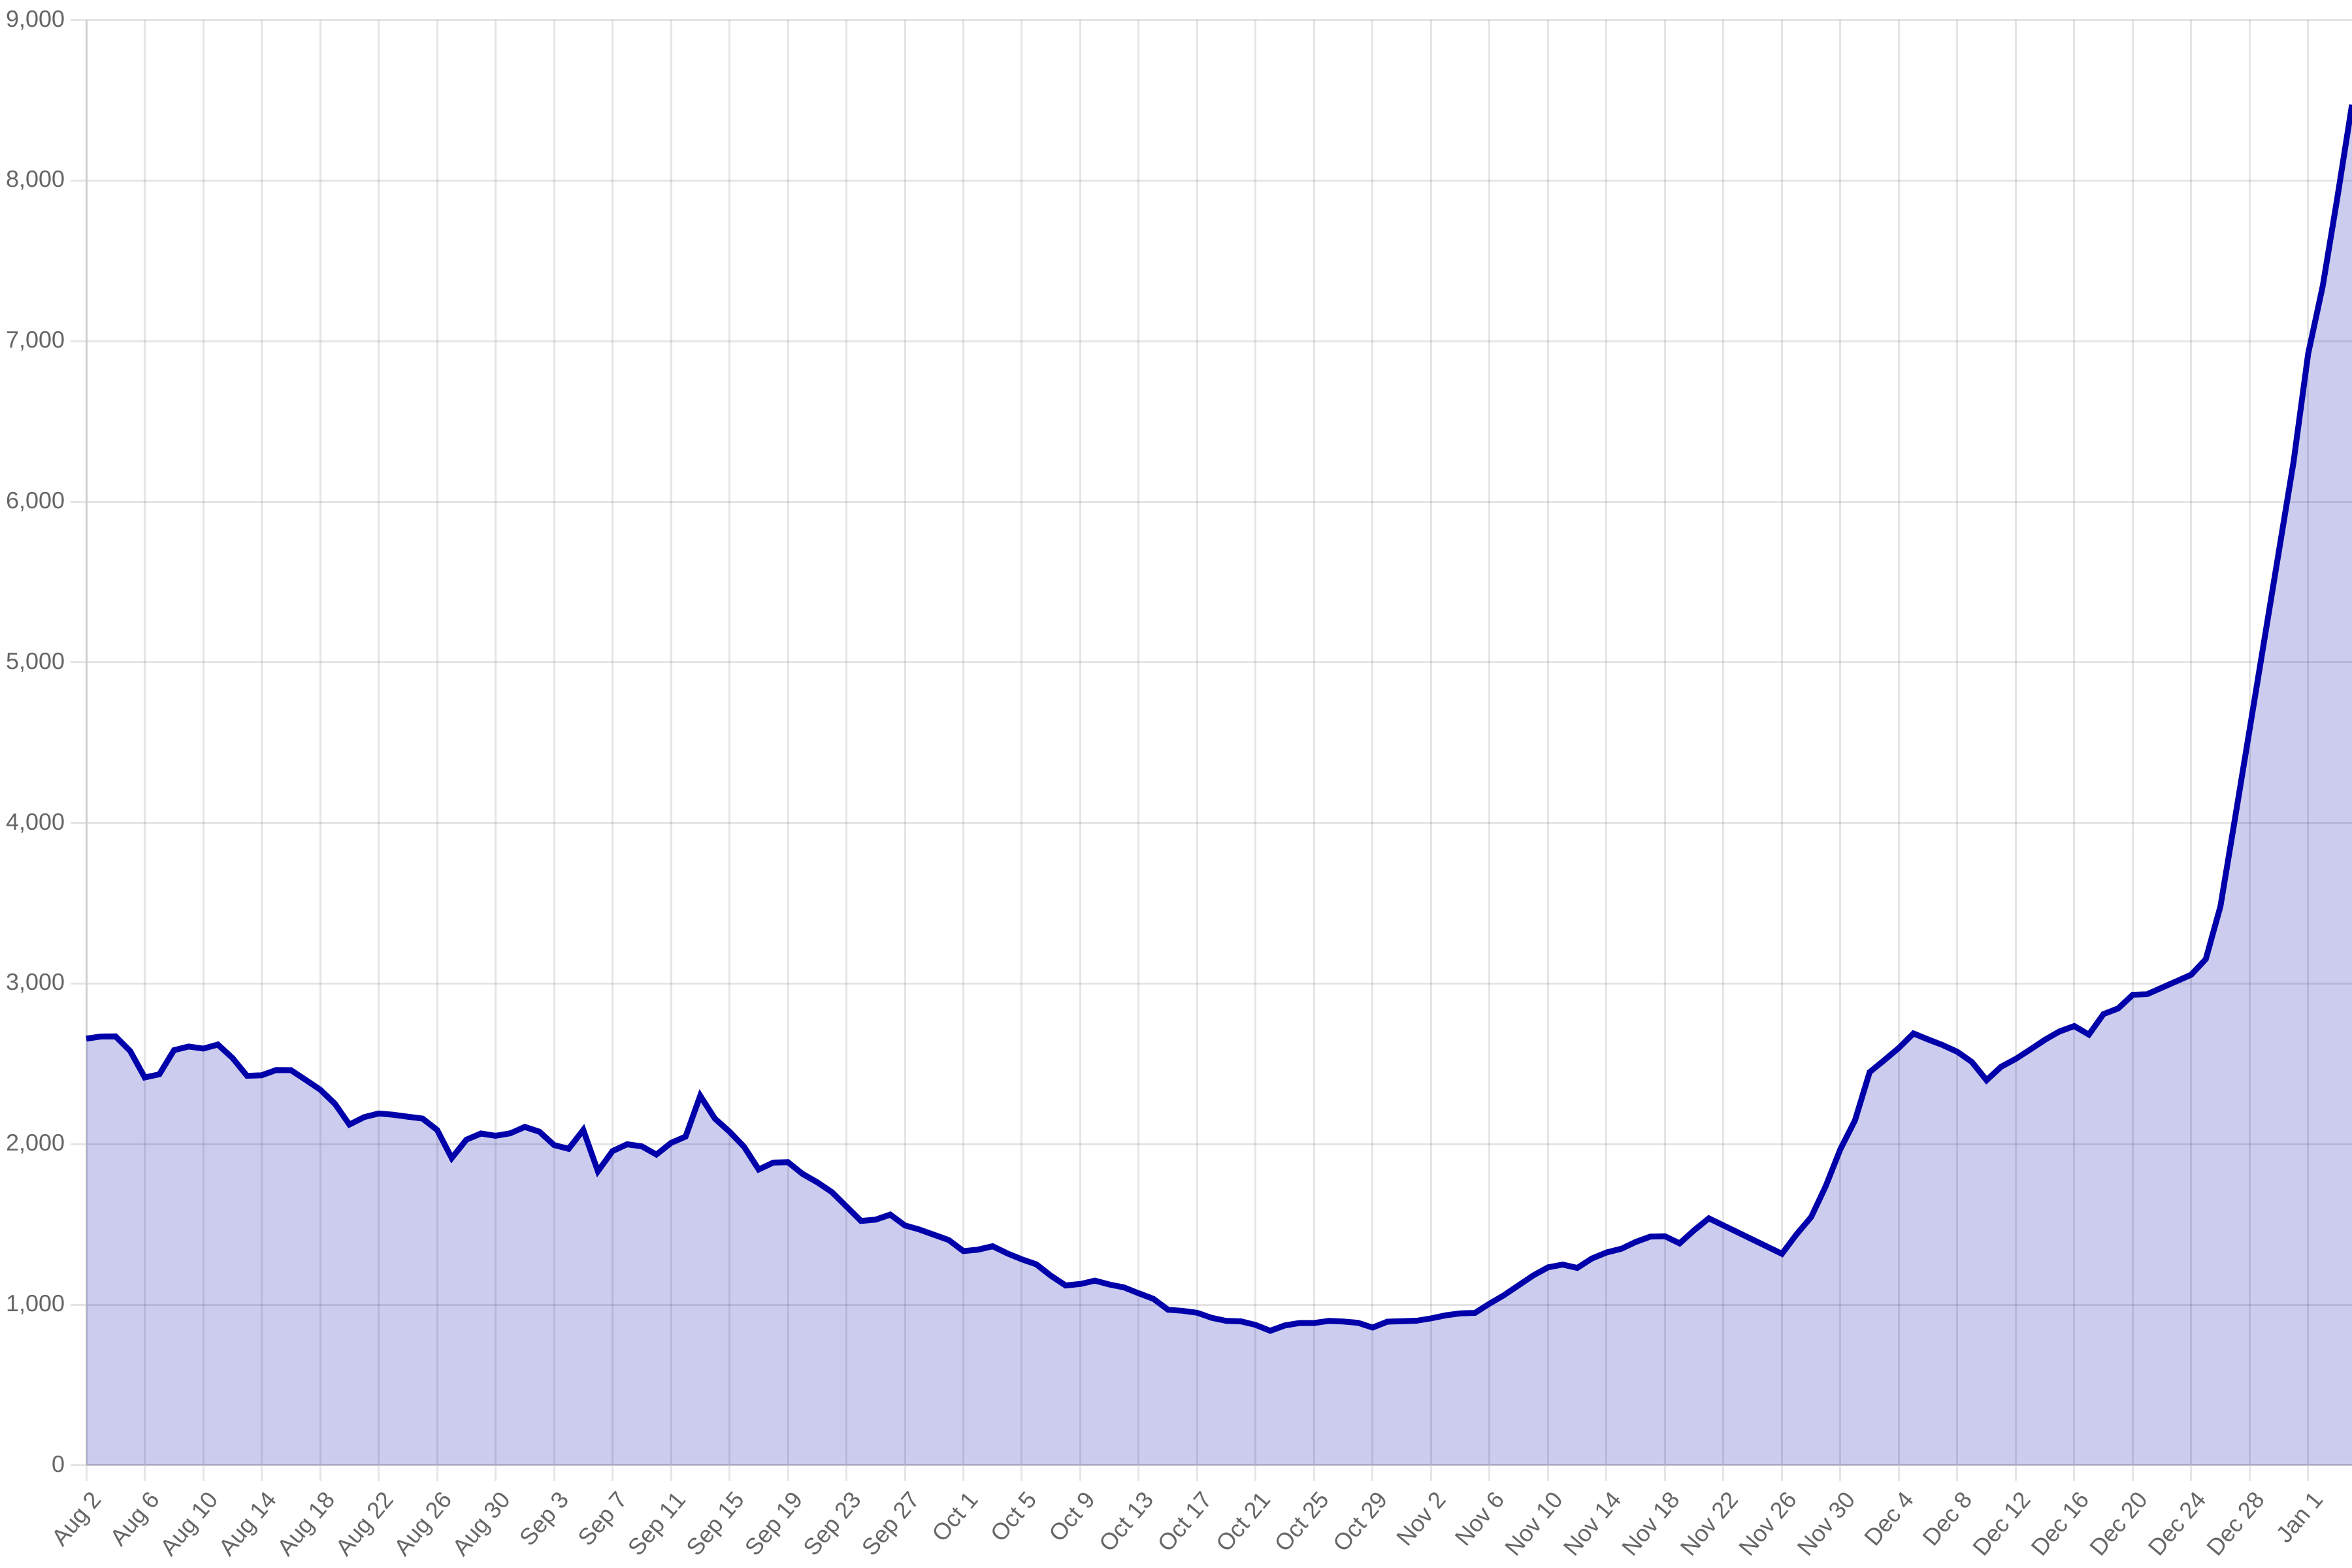 9,000
8,000
7,000
6,000
5,000
4,000
3,000
2,000
1,000
0
Aug 2
Aug 6
Aug 10
Aug 14
Aug 18
Aug 22
Aug 26
Aug 30
Sep 3
Sep 7
Sep 11
Sep 15
Sep 19
Sep 23
Sep 27
Oct 1
Oct 5
Oct 9
Oct 13
Oct 17
Oct 21
Oct 25
Oct 29
Nov 2
Nov 6
Nov 10
Nov 14
Nov 18
Nov 22
Nov 26
Nov 30
Dec 4
Dec 8
Dec 12
Dec 16
Dec 20
Dec 24
Dec 28
Jan 1